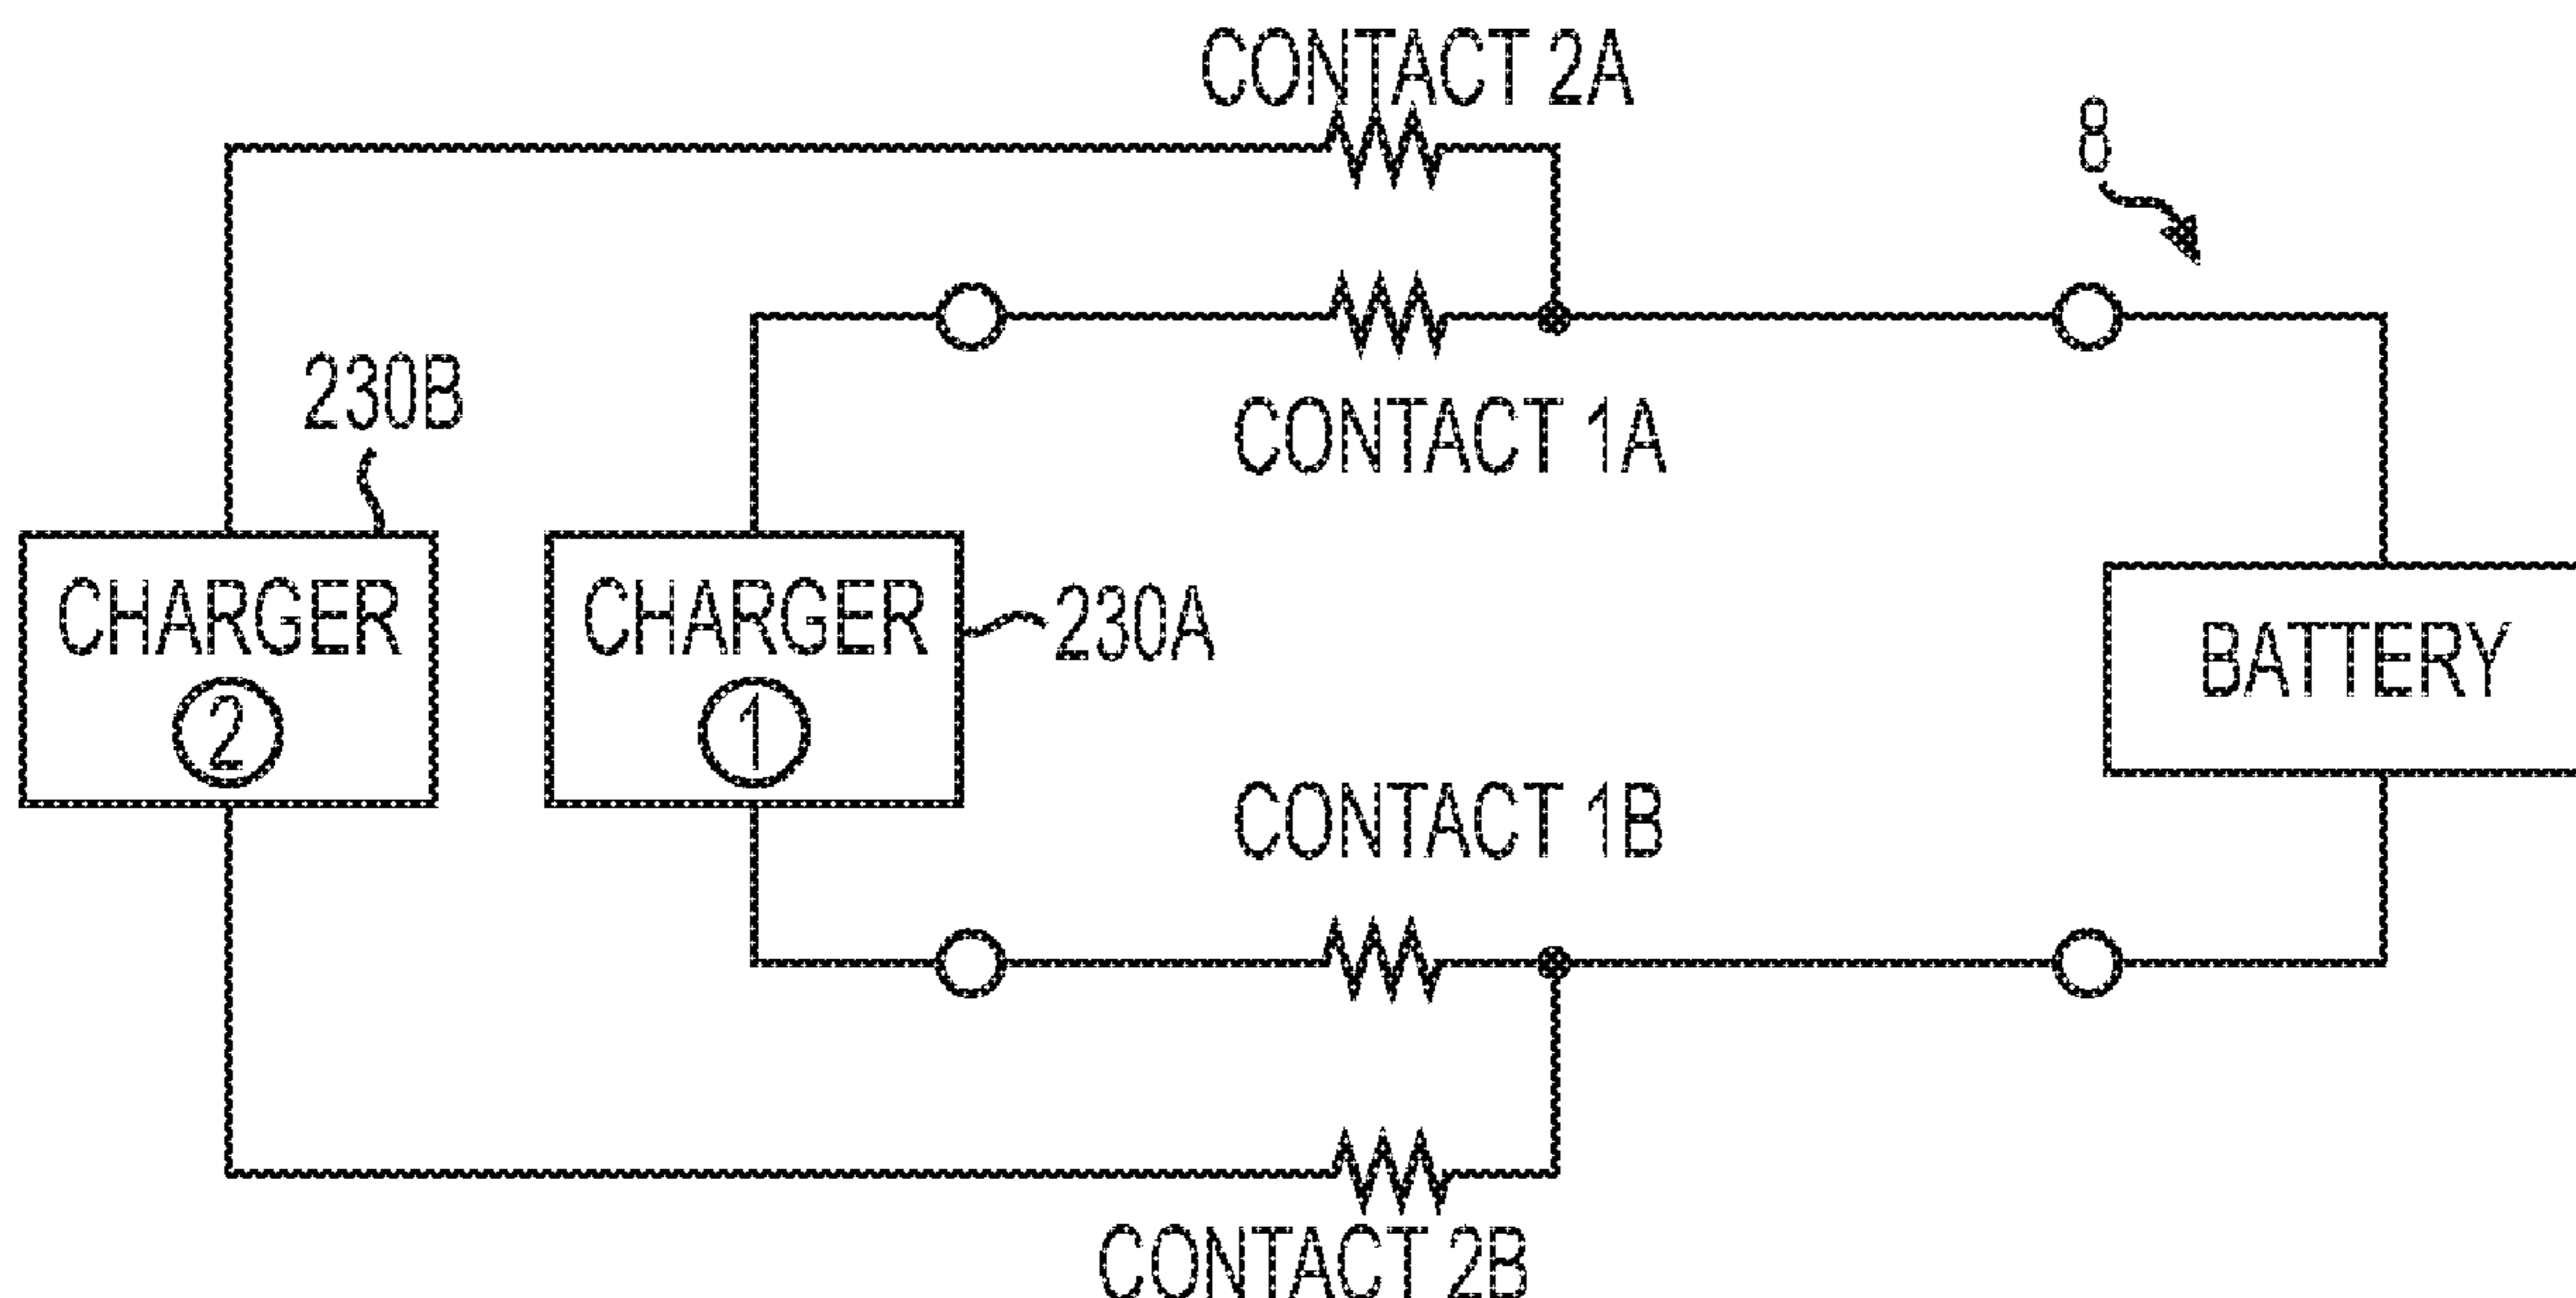 CONTACT 2A
8
CONTACT 1A
230B
CHARGER
2
CHARGER
1
230A
BATTERY
CONTACT 1B
CONTACT 2B